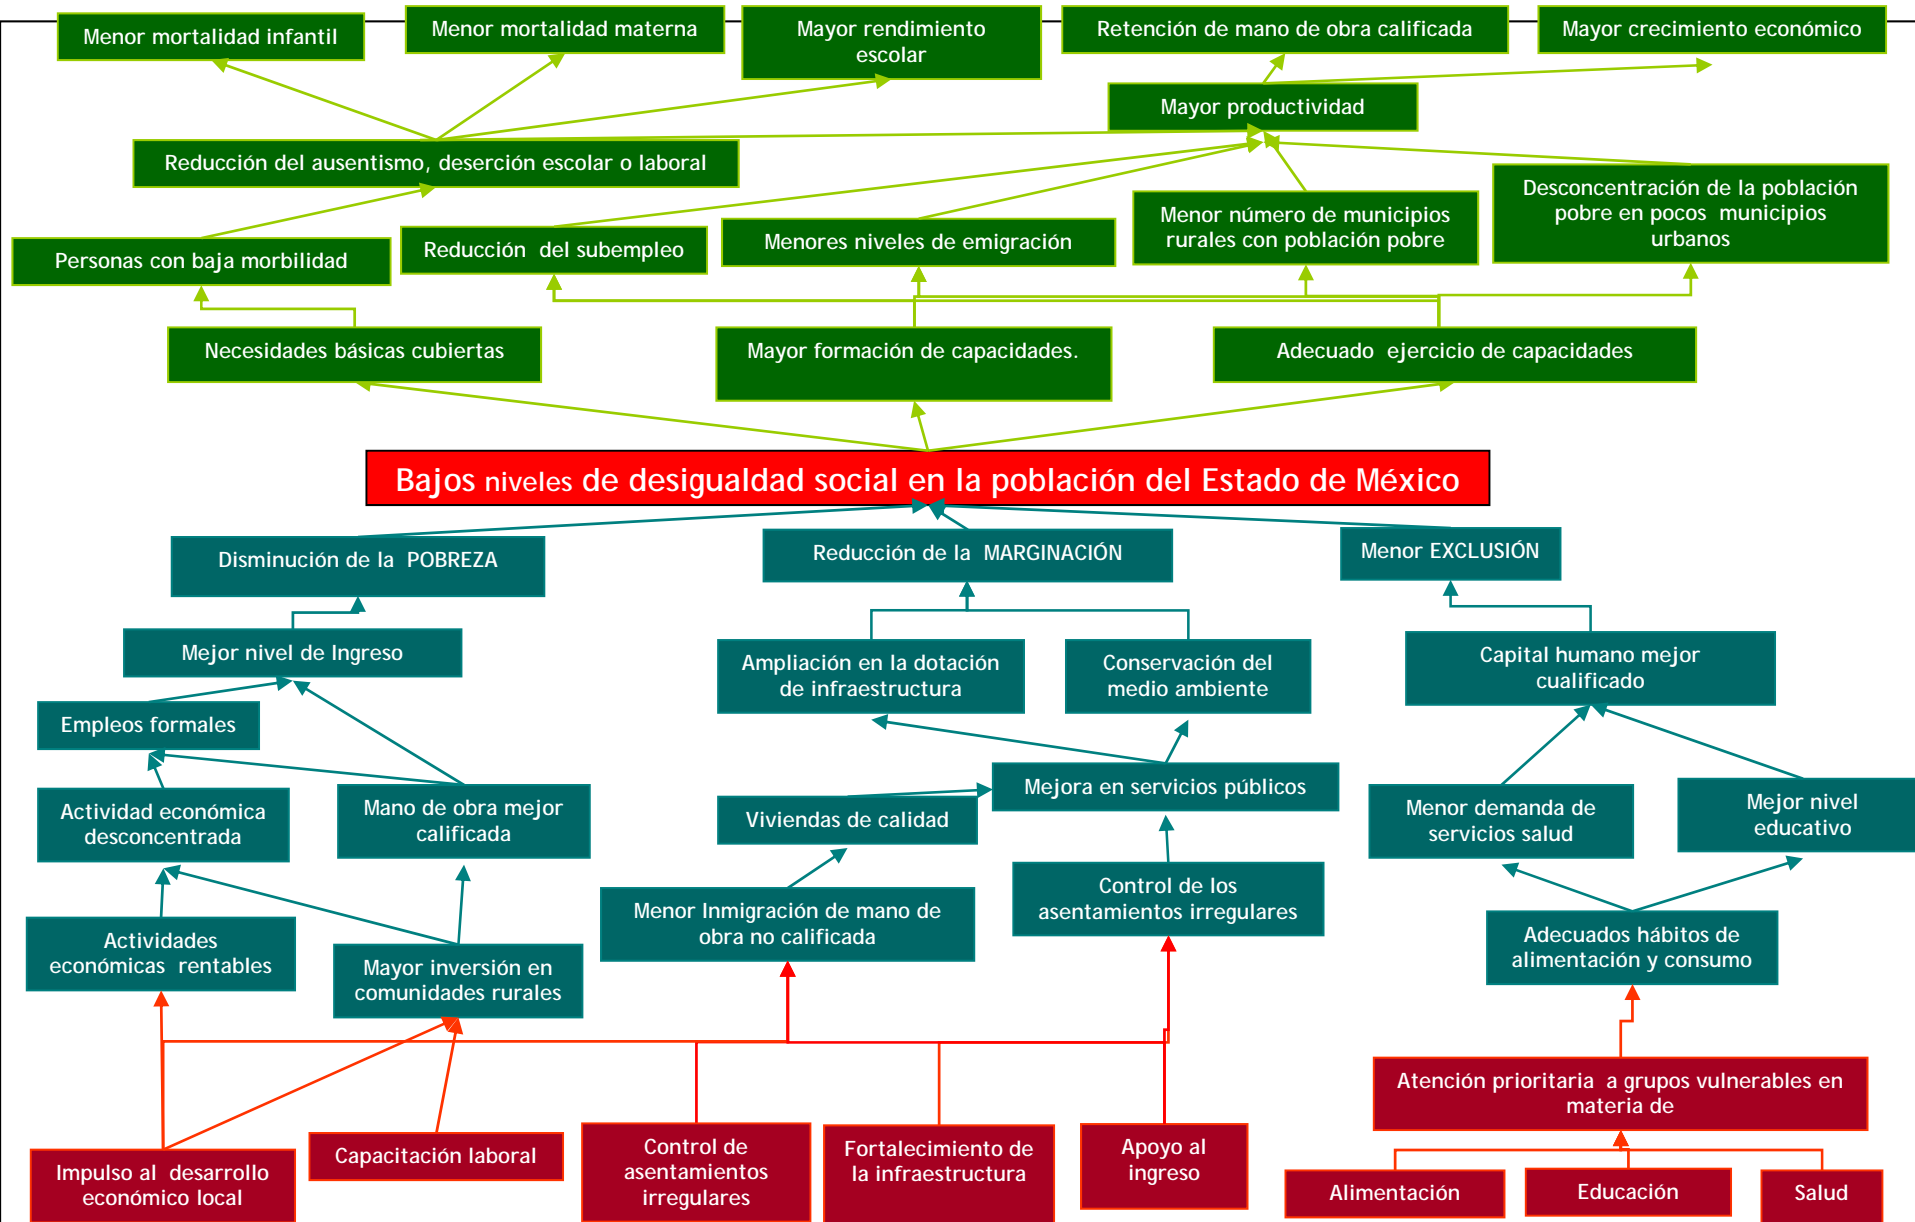 Menor mortalidad infantil
Menor mortalidad materna
Mayor rendimiento
escolar
Retención de mano de obra calificada
Mayor crecimiento económico
Mayor productividad
Reducción del ausentismo, deserción escolar o laboral
Personas con baja morbilidad
Reducción  del subempleo
Menores niveles de emigración
Menor número de municipios
rurales con población pobre
Desconcentración de la población
pobre en pocos  municipios
urbanos
Necesidades básicas cubiertas
Mayor formación de capacidades.
Adecuado  ejercicio de capacidades
Bajos niveles de desigualdad social en la población del Estado de México
Disminución de la  POBREZA
Reducción de la  MARGINACIÓN
Menor EXCLUSIÓN
Mejor nivel de Ingreso
Ampliación en la dotación
de infraestructura
Conservación del
medio ambiente
Capital humano mejor
cualificado
Empleos formales
Actividad económica
desconcentrada
Mano de obra mejor
calificada
Viviendas de calidad
Mejora en servicios públicos
Menor demanda de
servicios salud
Mejor nivel
educativo
Actividades
económicas  rentables
Mayor inversión en
comunidades rurales
Menor Inmigración de mano de
obra no calificada
Control de los
asentamientos irregulares
Adecuados hábitos de
alimentación y consumo
Impulso al  desarrollo
económico local
Capacitación laboral
Control de
asentamientos
irregulares
Fortalecimiento de
la infraestructura
Apoyo al
ingreso
Atención prioritaria  a grupos vulnerables en
materia de
Alimentación
Educación
Salud